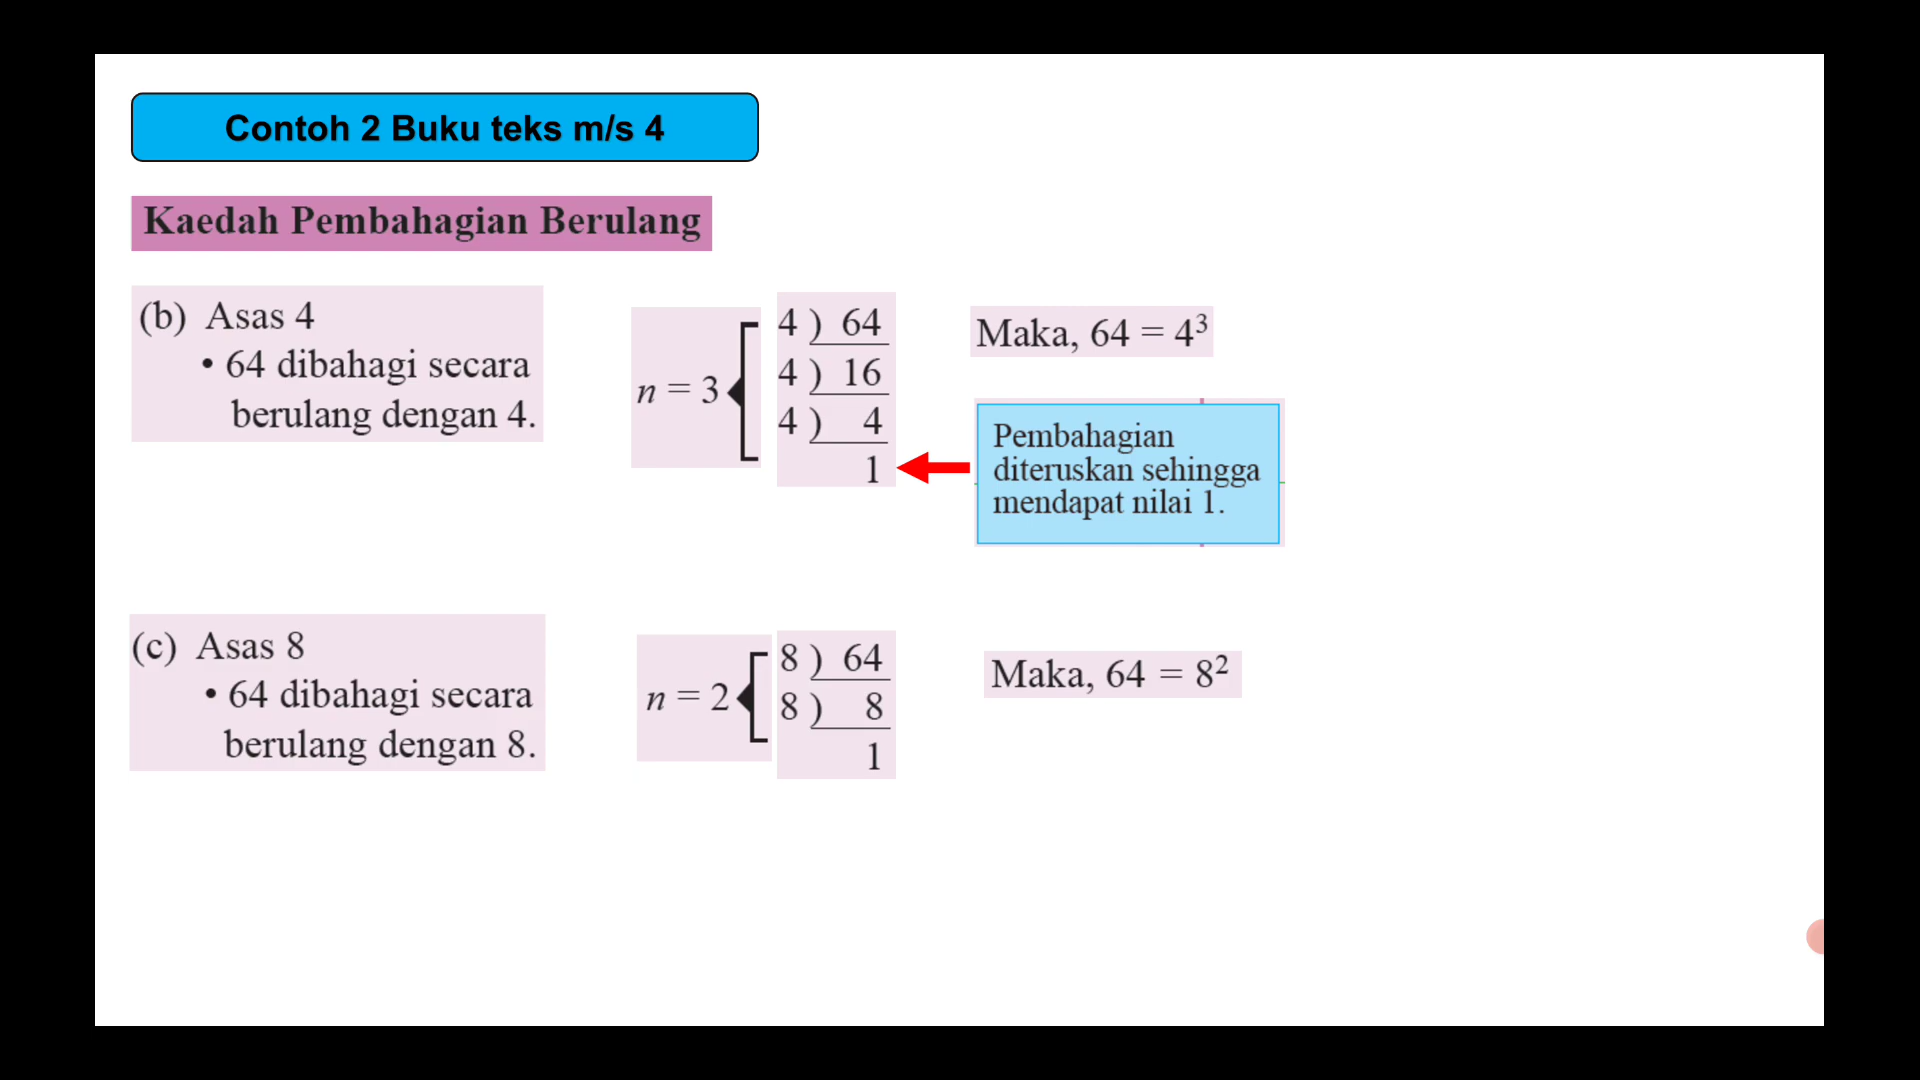 Contoh 2 Buku teks m/s 4
Kaedah Pembahagian Berulang
(b) Asas 4
• 64 dibahagi secara
berulang dengan 4.
n = 3
4 ) 64
4 ) 16
4 ) 4
1
Maka, 64 = 4³
Pembahagian
diteruskan sehingga
mendapat nilai 1.
(c) Asas 8
• 64 dibahagi secara
berulang dengan 8.
n = 2
8 ) 64
8 ) 8
1
Maka, 64 = 8²